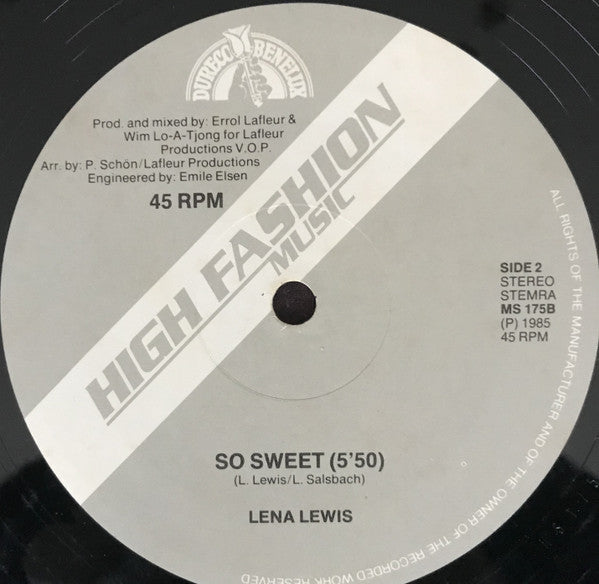 DURECO BENELUX
Prod. and mixed by: Errol Lafleur &
Wim Lo-A-Tjong for Lafleur
Productions V.O.P.
Arr. by: P. Schön/Lafleur Productions
Engineered by: Emile Elsen
45 RPM
HIGH FASHION
MUSIC
SIDE 2
STEREO
STEMRA
MS 175B
(P) 1985
45 RPM
SO SWEET (5'50)
(L. Lewis/L. Salsbach)
LENA LEWIS
ALL RIGHTS OF THE MANUFACTURER AND OF THE OWNER OF THE RECORDED WORK RESERVED